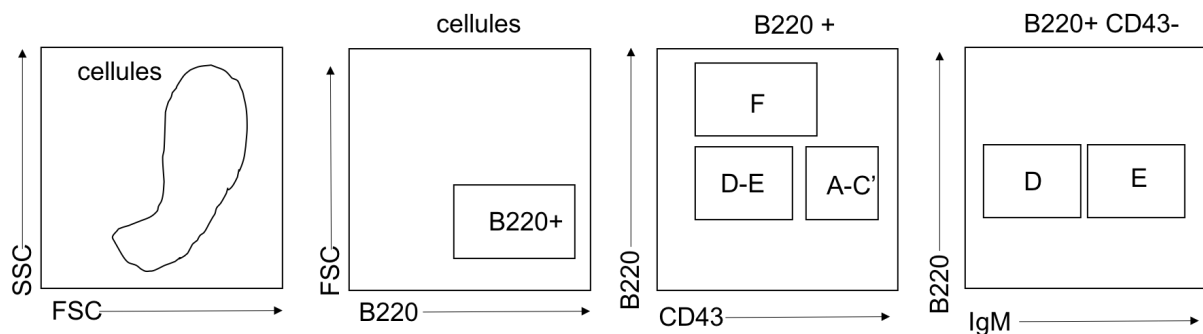 cellules
SSC
FSC
cellules
B220+
FSC
B220
B220 +
F
D-E
A-C’
B220
CD43
B220+ CD43-
D
E
B220
IgM